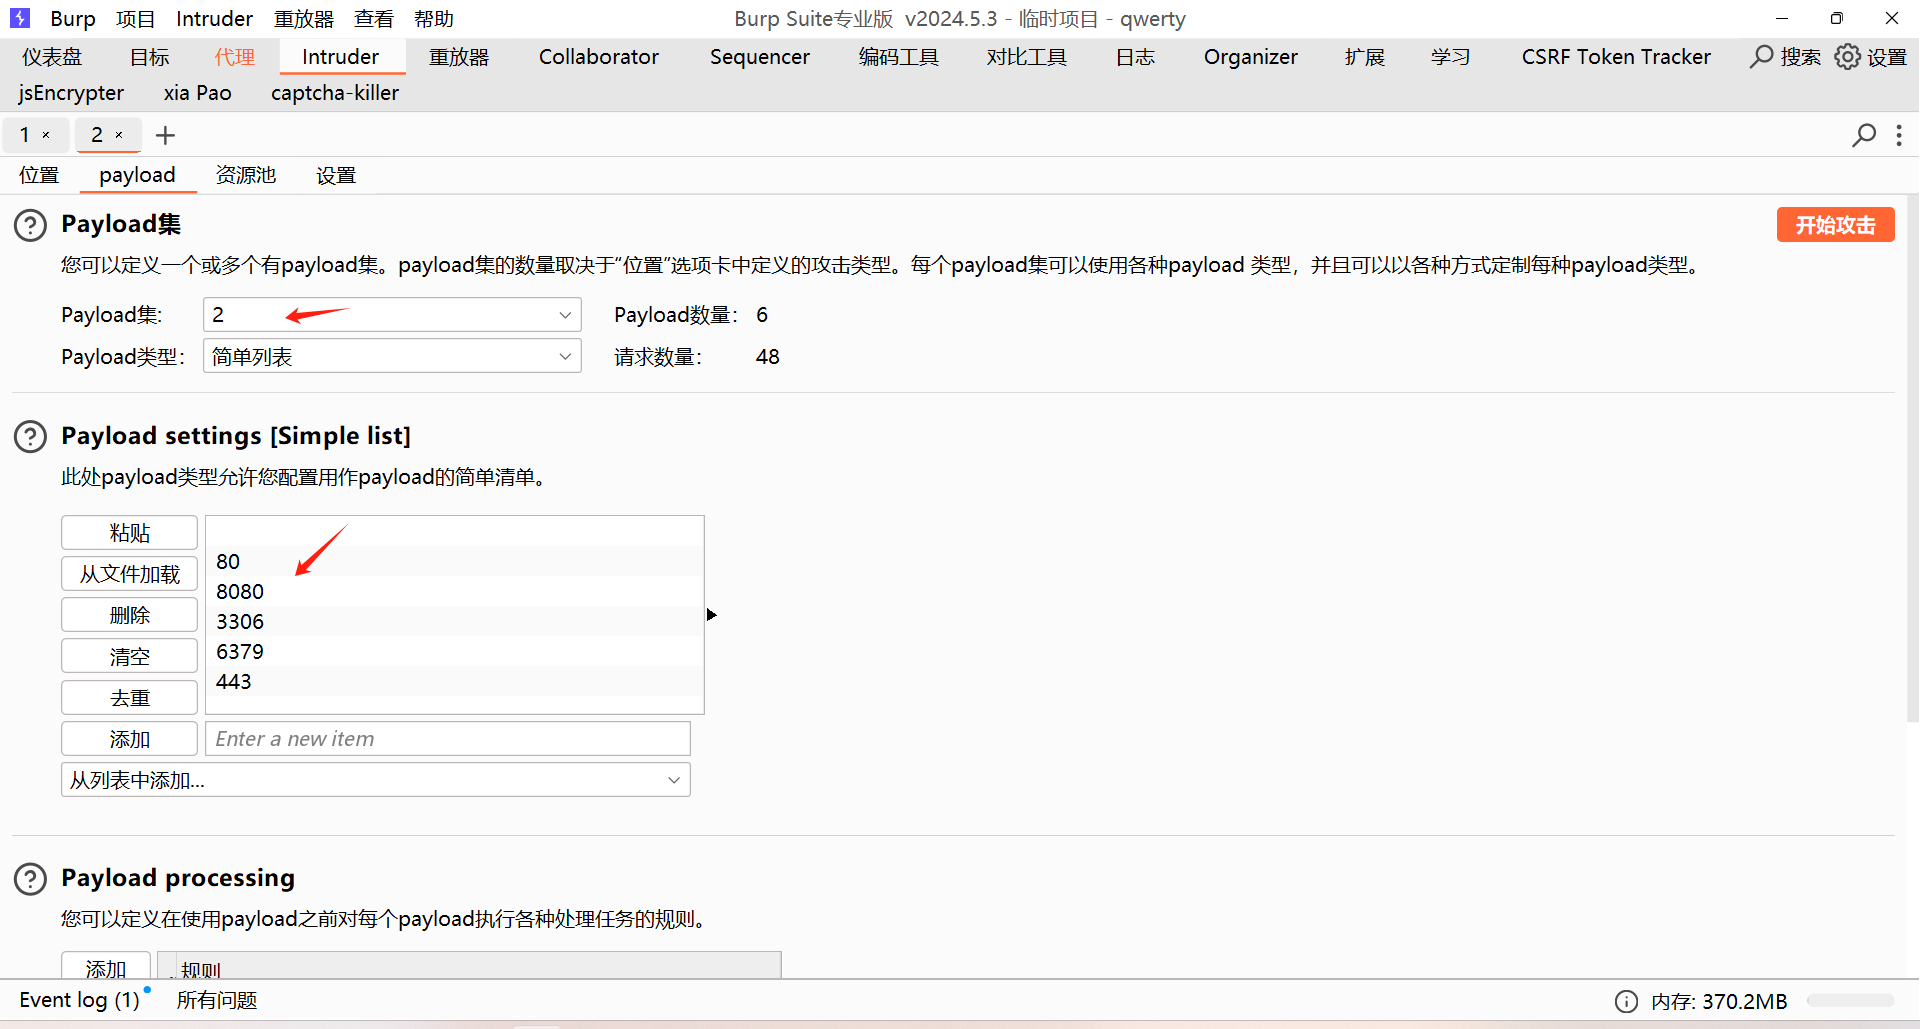 Burp 项目 Intruder 重放器 查看 帮助 Burp Suite专业版 v2024.5.3 - 临时项目 - qwerty
仪表盘 目标 代理 Intruder 重放器 Collaborator Sequencer 编码工具 对比工具 日志 Organizer 扩展 学习 CSRF Token Tracker 搜索 设置
jsEncrypter xia Pao captcha-killer
1 × 2 × +
位置 payload 资源池 设置
Payload集 开始攻击
您可以定义一个或多个有payload集。payload集的数量取决于“位置”选项卡中定义的攻击类型。每个payload集可以使用各种payload 类型，并且可以以各种方式定制每种payload类型。
Payload集: 2 Payload数量： 6
Payload类型： 简单列表 请求数量： 48
Payload settings [Simple list]
此处payload类型允许您配置用作payload的简单清单。
粘贴
从文件加载
删除
清空
去重
80
8080
3306
6379
443
添加 Enter a new item
从列表中添加...
Payload processing
您可以定义在使用payload之前对每个payload执行各种处理任务的规则。
添加 规则
Event log (1) 所有问题 内存: 370.2MB